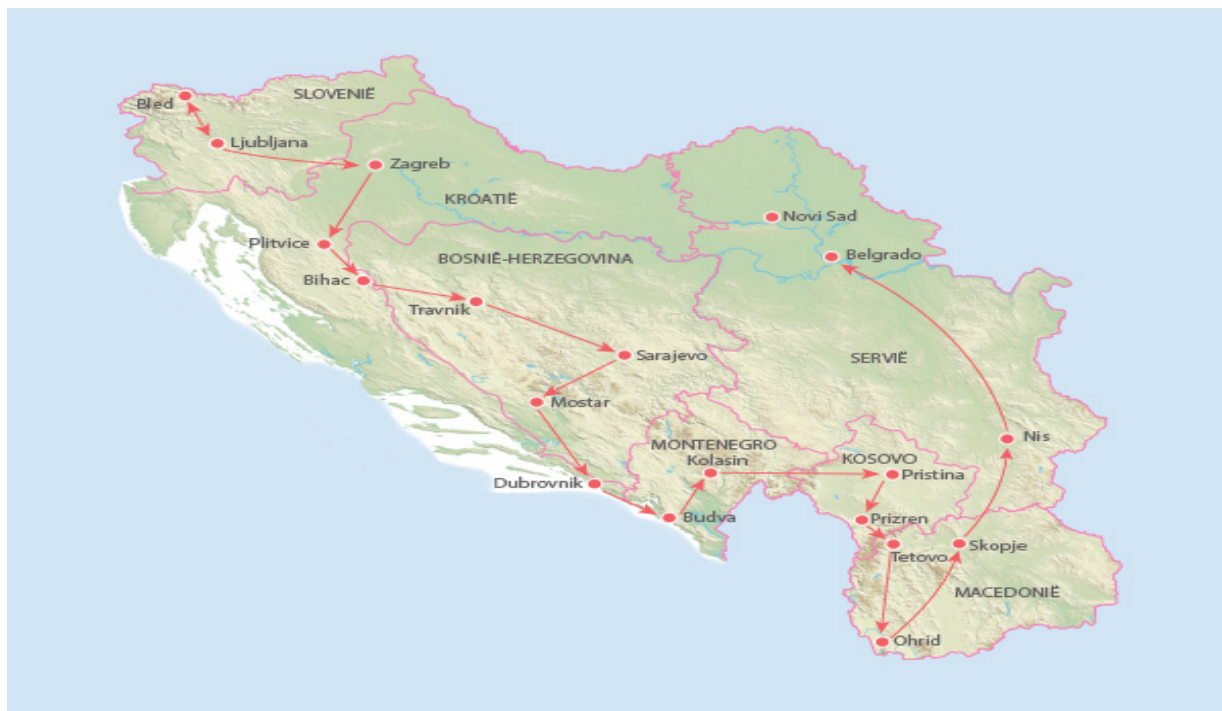 SLOVENIË
Bled
Ljubljana
Zagreb
KROATIË
Novi Sad
Plitvice
Belgrado
BOSNIË-HERZEGOVINA
Bihac
Travnik
Sarajevo
SERVIË
Mostar
Nis
MONTENEGRO
Kolasin
KOSOVO
Pristina
Dubrovnik
Budva
Prizren
Skopje
Tetovo
MACEDONIË
Ohrid